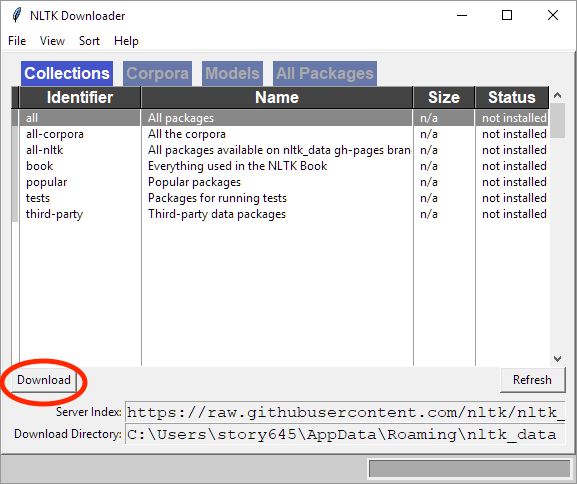 NLTK Downloader
File View Sort Help
Collections Corpora Models All Packages
Identifier Name Size Status
all All packages n/a not installed
all-corpora All the corpora n/a not installed
all-nltk All packages available on nltk_data gh-pages bran n/a not installed
book Everything used in the NLTK Book n/a not installed
popular Popular packages n/a not installed
tests Packages for running tests n/a not installed
third-party Third-party data packages n/a not installed
Download Refresh
Server Index: https://raw.githubusercontent.com/nltk/nltk_
Download Directory: C:\Users\story645\AppData\Roaming\nltk_data